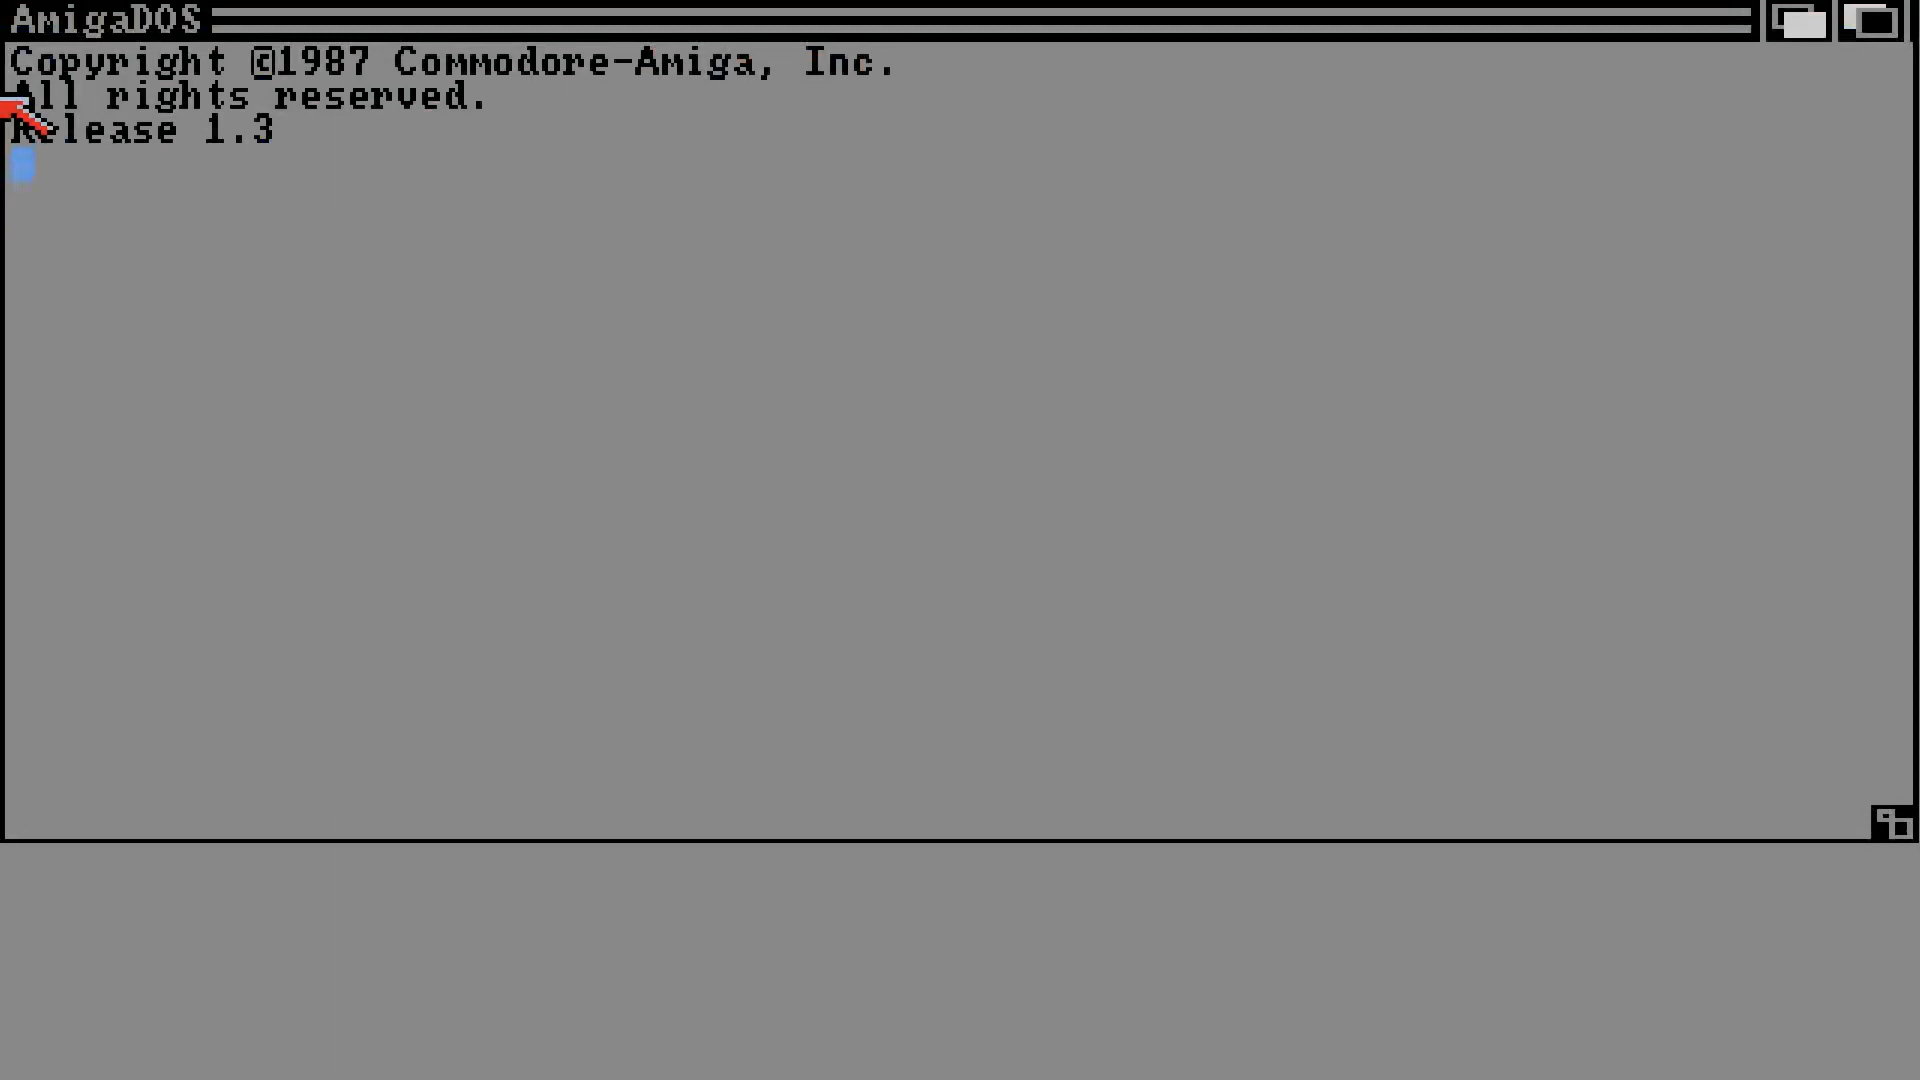 AmigaDOS
Copyright ©1987 Commodore-Amiga, Inc.
All rights reserved.
Release 1.3